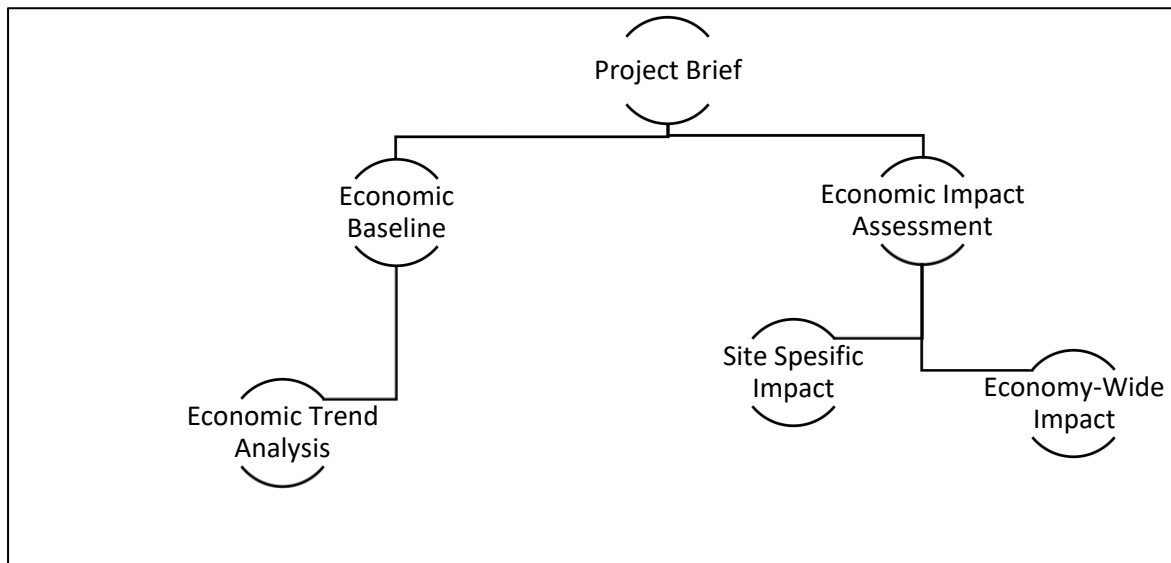 Project Brief
Economic
Baseline
Economic Impact
Assessment
Economic Trend
Analysis
Site Spesific
Impact
Economy-Wide
Impact